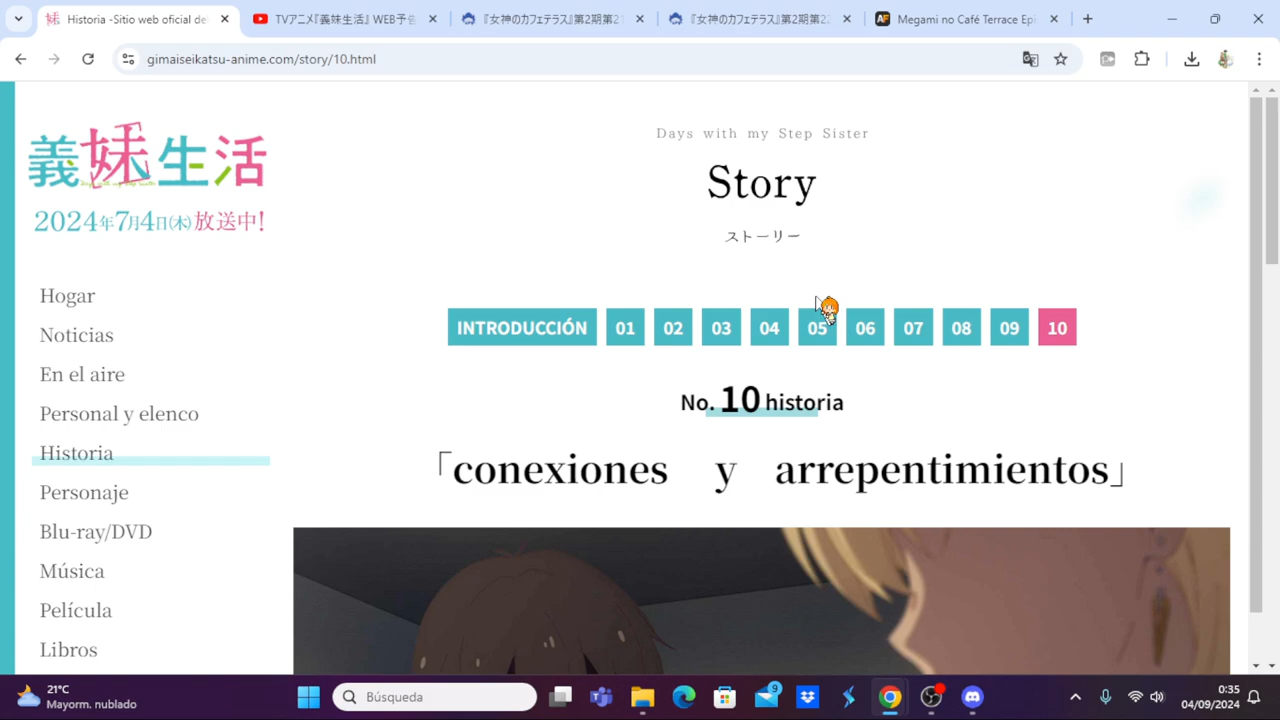 Historia -Sitio web oficial de
TVアニメ『義妹生活』 WEB予告
『女神のカフェテラス』第2期第21
『女神のカフェテラス』第2期第22
AF
Megami no Café Terrace Epi
gimaiseikatsu-anime.com/story/10.html
義妹生活
2024年7月4日(木)放送中!
Hogar
Noticias
En el aire
Personal y elenco
Historia
Personaje
Blu-ray/DVD
Música
Película
Libros
Days with my Step Sister
Story
ストーリー
INTRODUCCIÓN 01 02 03 04 05 06 07 08 09 10
No. 10 historia
「conexiones y arrepentimientos」
21°C
Mayorm. nublado
Búsqueda
9
0:35
04/09/2024